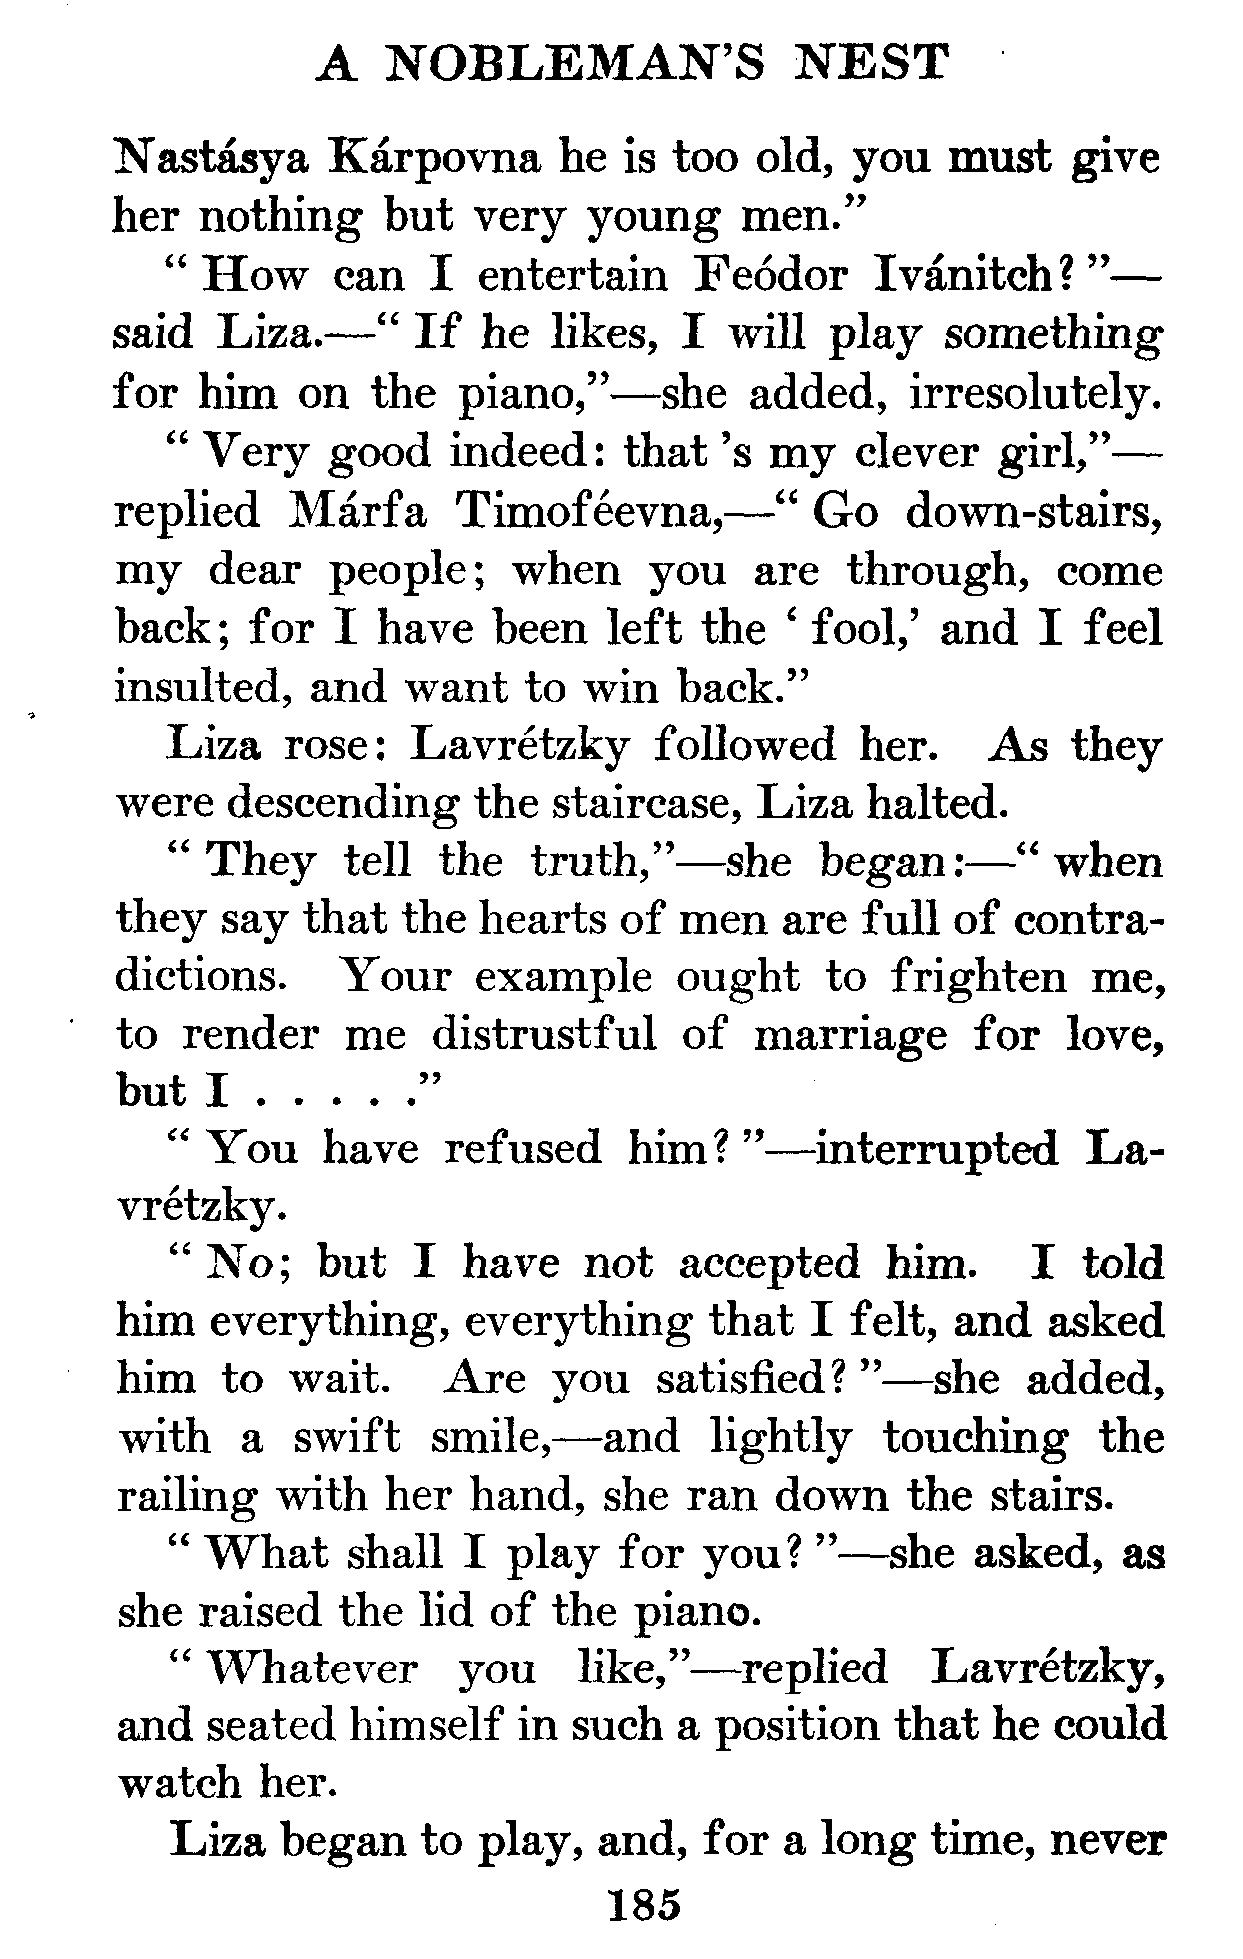 A NOBLEMAN'S NEST
Nastásya Kárpovna he is too old, you must give
her nothing but very young men."
"How can I entertain Feódor Ivánitch?"—
said Liza.—"If he likes, I will play something
for him on the piano,"—she added, irresolutely.
"Very good indeed: that's my clever girl,"—
replied Márfa Timoféevna,—"Go down-stairs,
my dear people; when you are through, come
back; for I have been left the 'fool,' and I feel
insulted, and want to win back."
Liza rose: Lavrétzky followed her. As they
were descending the staircase, Liza halted.
"They tell the truth,"—she began:—"when
they say that the hearts of men are full of contra-
dictions. Your example ought to frighten me,
to render me distrustful of marriage for love,
but I . . . . ."
"You have refused him?"—interrupted La-
vrétzky.
"No; but I have not accepted him. I told
him everything, everything that I felt, and asked
him to wait. Are you satisfied?"—she added,
with a swift smile,—and lightly touching the
railing with her hand, she ran down the stairs.
"What shall I play for you?"—she asked, as
she raised the lid of the piano.
"Whatever you like,"—replied Lavrétzky,
and seated himself in such a position that he could
watch her.
Liza began to play, and, for a long time, never
185